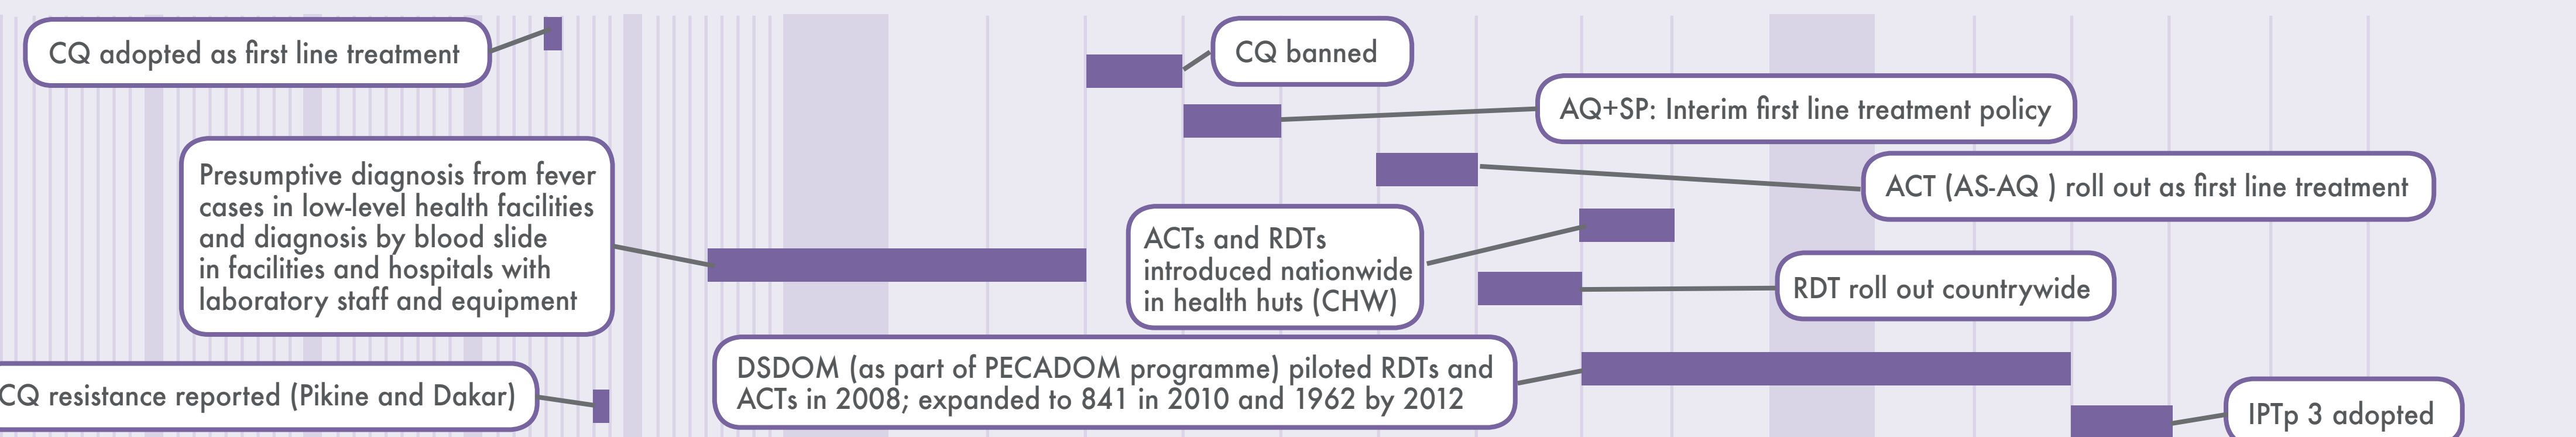 CQ adopted as first line treatment
CQ banned
AQ+SP: Interim first line treatment policy
Presumptive diagnosis from fever
cases in low-level health facilities
and diagnosis by blood slide
in facilities and hospitals with
laboratory staff and equipment
ACT (AS-AQ ) roll out as first line treatment
ACTs and RDTs
introduced nationwide
in health huts (CHW)
RDT roll out countrywide
DSDOM (as part of PECADOM programme) piloted RDTs and
ACTs in 2008; expanded to 841 in 2010 and 1962 by 2012
CQ resistance reported (Pikine and Dakar)
IPTp 3 adopted